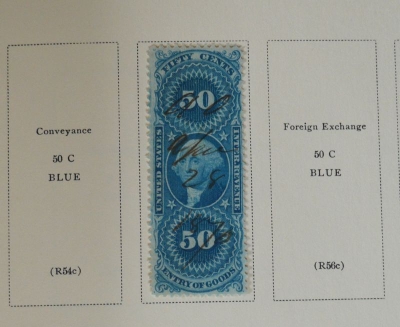 Conveyance
50 C
BLUE
(R54c)
FIFTY CENTS
50
UNITED STATES
INTER.REVENUE.
50
ENTRY OF GOODS.
28
Foreign Exchange
50 C
BLUE
(R56c)